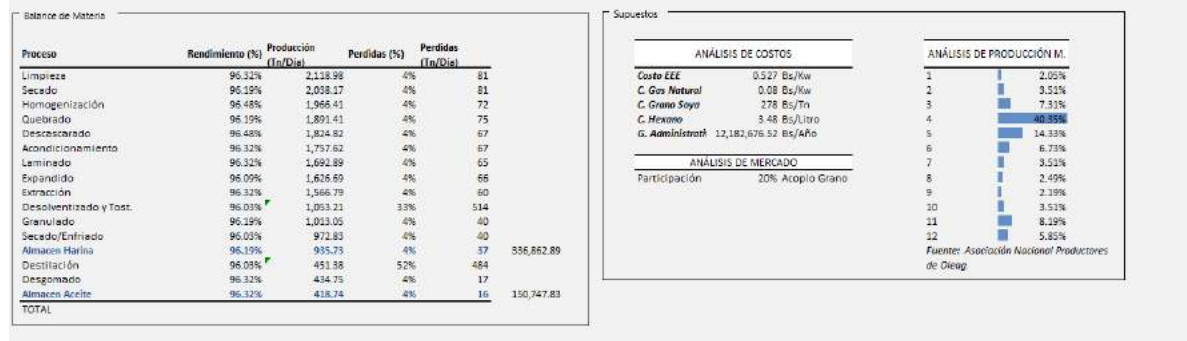 Balance de Materia
Proceso Rendimiento (%) Producción (Tn/Dia) Perdidas (%) Perdidas (Tn/Dia)
Limpieza 96.32% 2,118.98 4% 81
Secado 96.19% 2,038.17 4% 81
Homogenización 96.48% 1,966.41 4% 72
Quebrado 96.19% 1,891.41 4% 75
Descascarado 96.48% 1,824.82 4% 67
Acondicionamiento 96.32% 1,757.62 4% 67
Laminado 96.32% 1,692.89 4% 65
Expandido 96.09% 1,626.69 4% 66
Extracción 96.32% 1,566.79 4% 60
Desolventizado y Tost. 96.03% 1,053.21 33% 514
Granulado 96.19% 1,013.05 4% 40
Secado/Enfriado 96.03% 972.83 4% 40
Almacen Harina 96.19% 935.73 4% 37 336,862.89
Destilación 96.03% 451.38 52% 484
Desgomado 96.32% 434.75 4% 17
Almacen Aceite 96.32% 418.74 4% 16 150,747.83
TOTAL
Supuestos
ANÁLISIS DE COSTOS
Costo EEE 0.527 Bs/Kw
C. Gas Natural 0.08 Bs/Kw
C. Grano Soya 278 Bs/Tn
C. Hexano 3.48 Bs/Litro
G. Administrati 12,182,676.52 Bs/Año
ANÁLISIS DE MERCADO
Participación 20% Acopio Grano
ANÁLISIS DE PRODUCCIÓN M.
1 2.05%
2 3.51%
3 7.31%
4 40.35%
5 14.33%
6 6.73%
7 3.51%
8 2.49%
9 2.19%
10 3.51%
11 8.19%
12 5.85%
Fuente: Asociación Nacional Productores
de Oleag.